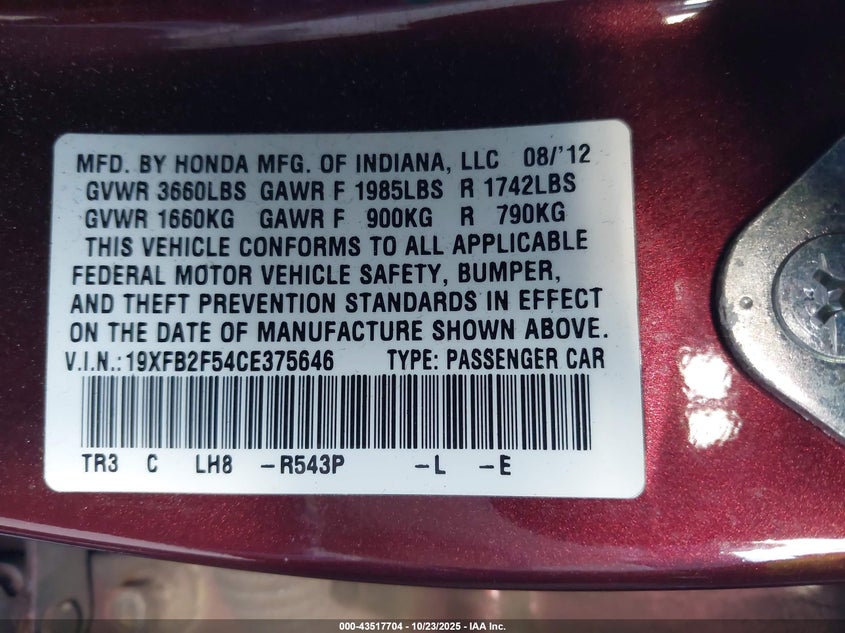 MFD. BY HONDA MFG. OF INDIANA, LLC 08/'12
GVWR 3660LBS GAWR F 1985LBS R 1742LBS
GVWR 1660KG GAWR F 900KG R 790KG
THIS VEHICLE CONFORMS TO ALL APPLICABLE
FEDERAL MOTOR VEHICLE SAFETY, BUMPER,
AND THEFT PREVENTION STANDARDS IN EFFECT
ON THE DATE OF MANUFACTURE SHOWN ABOVE.
V.I.N.:19XFB2F54CE375646 TYPE: PASSENGER CAR
TR3 C LH8 -R543P -L -E
000-43517704 | 10/23/2025 - IAA Inc.